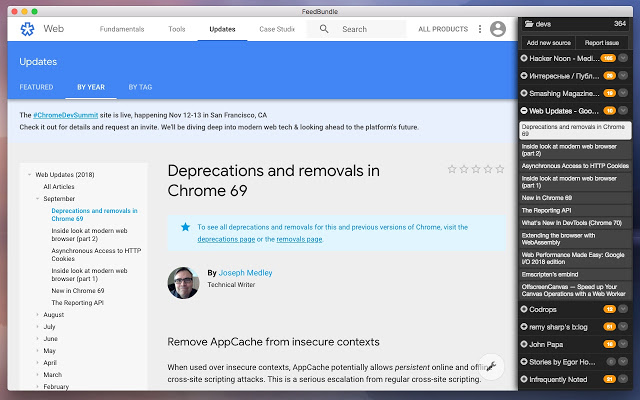 FeedBundle
Web
Fundamentals
Tools
Updates
Case Studie
Search
ALL PRODUCTS
Updates
FEATURED
BY YEAR
BY TAG
The #ChromeDevSummit site is live, happening Nov 12-13 in San Francisco, CA
Check it out for details and request an invite. We'll be diving deep into modern web tech & looking ahead to the platform's future.
Web Updates (2018)
All Articles
September
Deprecations and removals in
Chrome 69
Inside look at modern web
browser (part 2)
Asynchronous Access to HTTP
Cookies
Inside look at modern web
browser (part 1)
New in Chrome 69
The Reporting API
August
July
June
May
April
March
February
Deprecations and removals in
Chrome 69
To see all deprecations and removals for this and previous versions of Chrome, visit the
deprecations page or the removals page.
By Joseph Medley
Technical Writer
Remove AppCache from insecure contexts
When used over insecure contexts, AppCache potentially allows persistent online and offline
cross-site scripting attacks. This is a serious escalation from regular cross-site scripting.
devs 364
Add new source
Report issue
Hacker Noon - Medi...
Интересные / Публ...
Smashing Magazine...
Web Updates - Goo... 10
Deprecations and removals in Chrome
69
Inside look at modern web browser
(part 2)
Asynchronous Access to HTTP Cookies
Inside look at modern web browser
(part 1)
New in Chrome 69
The Reporting API
What's New In DevTools (Chrome 70)
Extending the browser with
WebAssembly
Web Performance Made Easy: Google
I/O 2018 edition
Emscripten's embind
OffscreenCanvas — Speed up Your
Canvas Operations with a Web Worker
Codrops
remy sharp's b:log
John Papa
Stories by Egor Ho...
Infrequently Noted